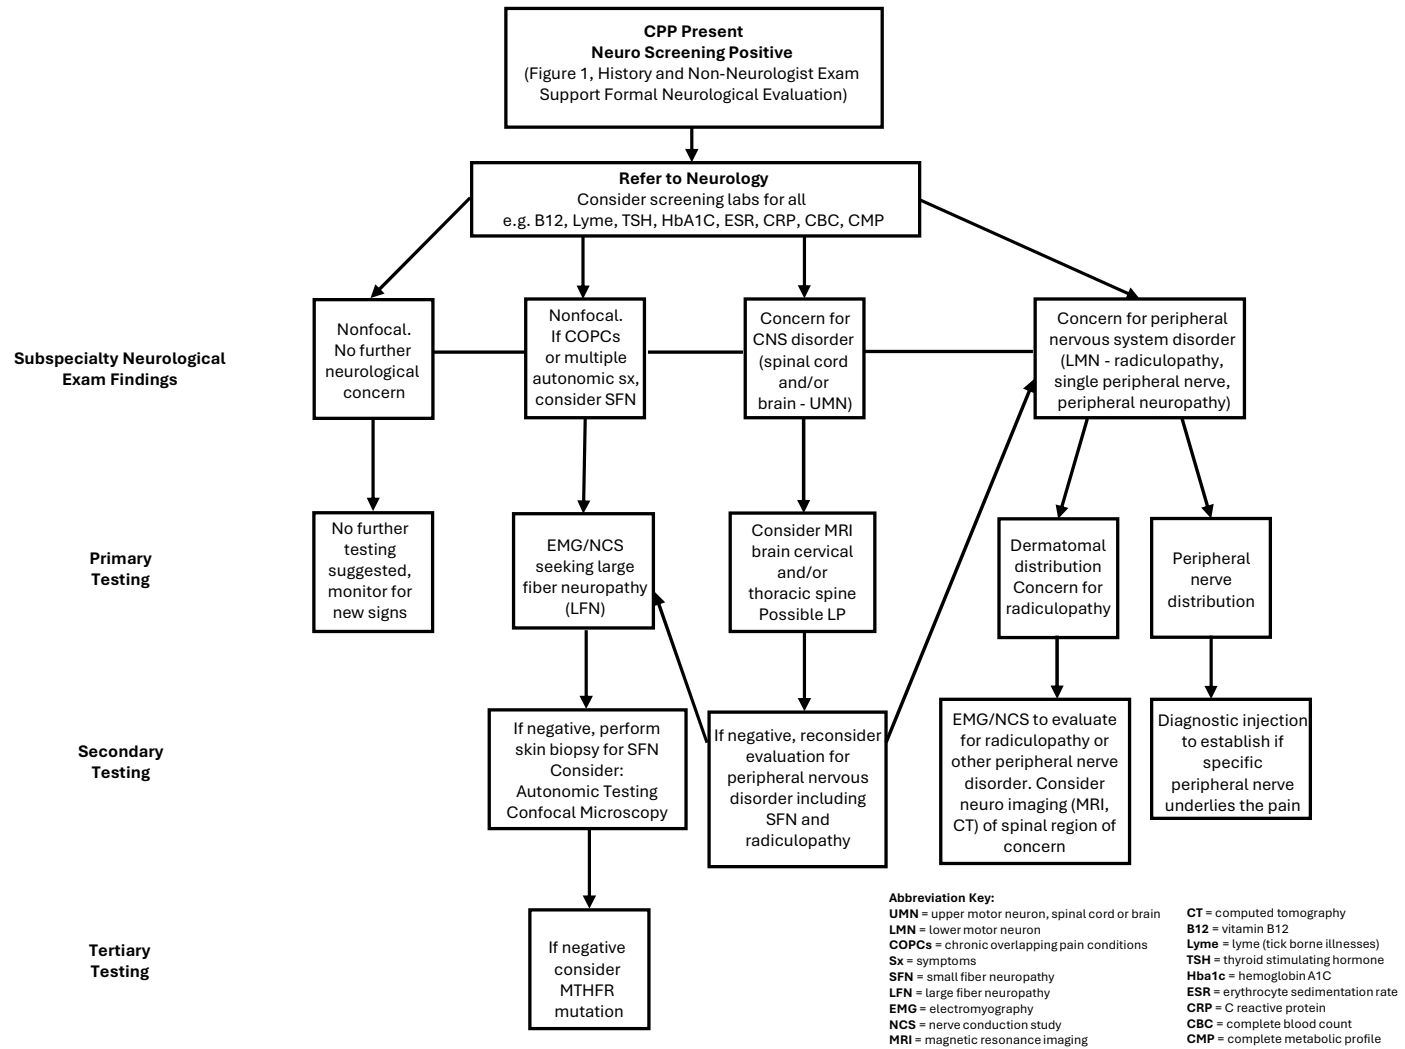 CPP Present
Neuro Screening Positive
(Figure 1, History and Non-Neurologist Exam
Support Formal Neurological Evaluation)
Refer to Neurology
Consider screening labs for all
e.g. B12, Lyme, TSH, HbA1C, ESR, CRP, CBC, CMP
Subspecialty Neurological
Exam Findings
Nonfocal.
No further
neurological
concern
Nonfocal.
If COPCs
or multiple
autonomic sx,
consider SFN
Concern for
CNS disorder
(spinal cord
and/or
brain - UMN)
Concern for peripheral
nervous system disorder
(LMN - radiculopathy,
single peripheral nerve,
peripheral neuropathy)
Primary
Testing
No further
testing
suggested,
monitor for
new signs
EMG/NCS
seeking large
fiber neuropathy
(LFN)
Consider MRI
brain cervical
and/or
thoracic spine
Possible LP
Dermatomal
distribution
Concern for
radiculopathy
Peripheral
nerve
distribution
Secondary
Testing
If negative, perform
skin biopsy for SFN
Consider:
Autonomic Testing
Confocal Microscopy
If negative, reconsider
evaluation for
peripheral nervous
disorder including
SFN and
radiculopathy
EMG/NCS to evaluate
for radiculopathy or
other peripheral nerve
disorder. Consider
neuro imaging (MRI,
CT) of spinal region of
concern
Diagnostic injection
to establish if
specific
peripheral nerve
underlies the pain
Tertiary
Testing
If negative
consider
MTHFR
mutation
Abbreviation Key:
UMN = upper motor neuron, spinal cord or brain
LMN = lower motor neuron
COPCs = chronic overlapping pain conditions
Sx = symptoms
SFN = small fiber neuropathy
LFN = large fiber neuropathy
EMG = electromyography
NCS = nerve conduction study
MRI = magnetic resonance imaging
CT = computed tomography
B12 = vitamin B12
Lyme = lyme (tick borne illnesses)
TSH = thyroid stimulating hormone
Hba1c = hemoglobin A1C
ESR = erythrocyte sedimentation rate
CRP = C reactive protein
CBC = complete blood count
CMP = complete metabolic profile